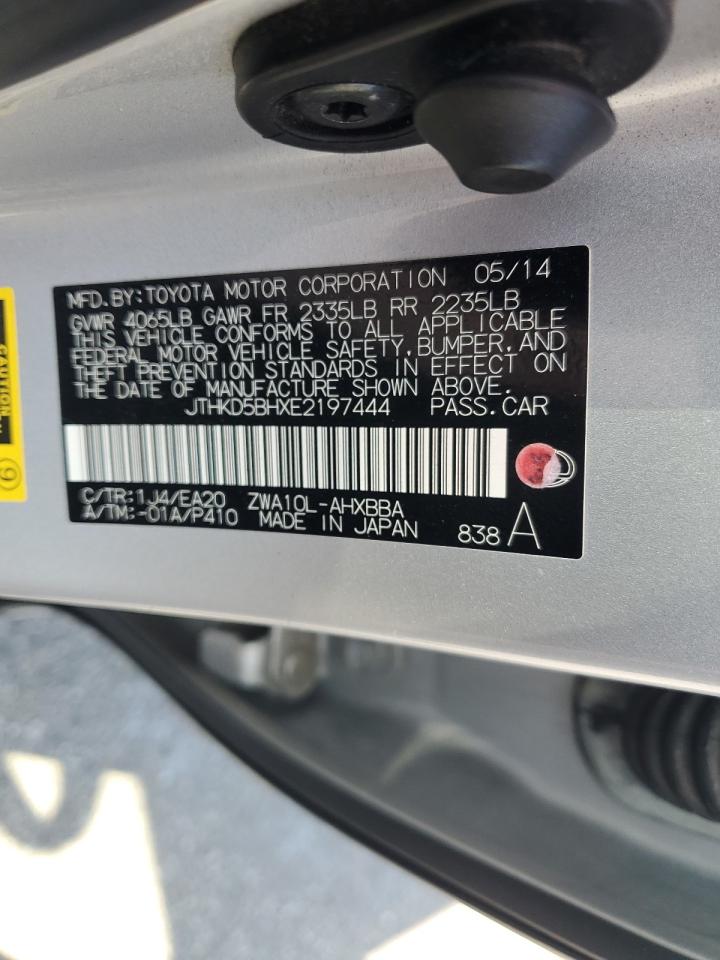 MFD.BY:TOYOTA MOTOR CORPORATION 05/14
GVWR 4065LB GAWR FR 2335LB RR 2235LB
THIS VEHICLE CONFORMS TO ALL APPLICABLE
FEDERAL MOTOR VEHICLE SAFETY,BUMPER,AND
THEFT PREVENTION STANDARDS IN EFFECT ON
THE DATE OF MANUFACTURE SHOWN ABOVE.
JTHKD5BHXE2197444 PASS.CAR
C/TR:1J4/EA20 ZWA10L-AHXBBA
A/TM:-01A/P410 MADE IN JAPAN 838 A
CAUTION
9